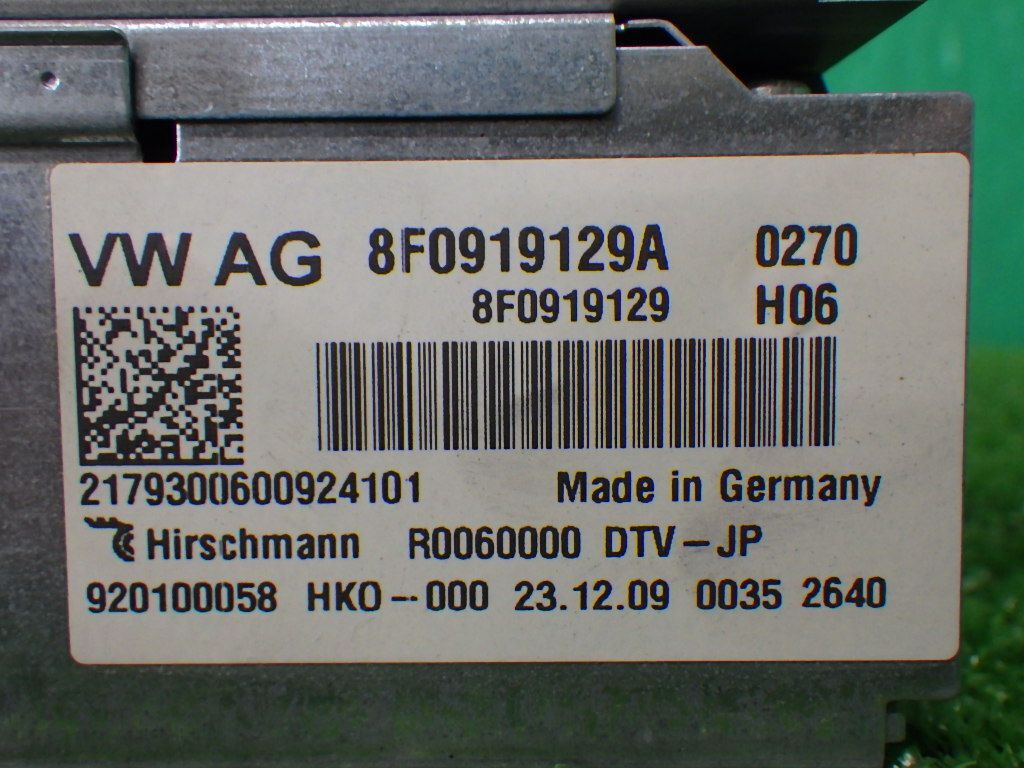 VW AG 8F0919129A 0270
8F0919129 H06
2179300600924101 Made in Germany
Hirschmann R0060000 DTV-JP
920100058 HKO--000 23.12.09 0035 2640